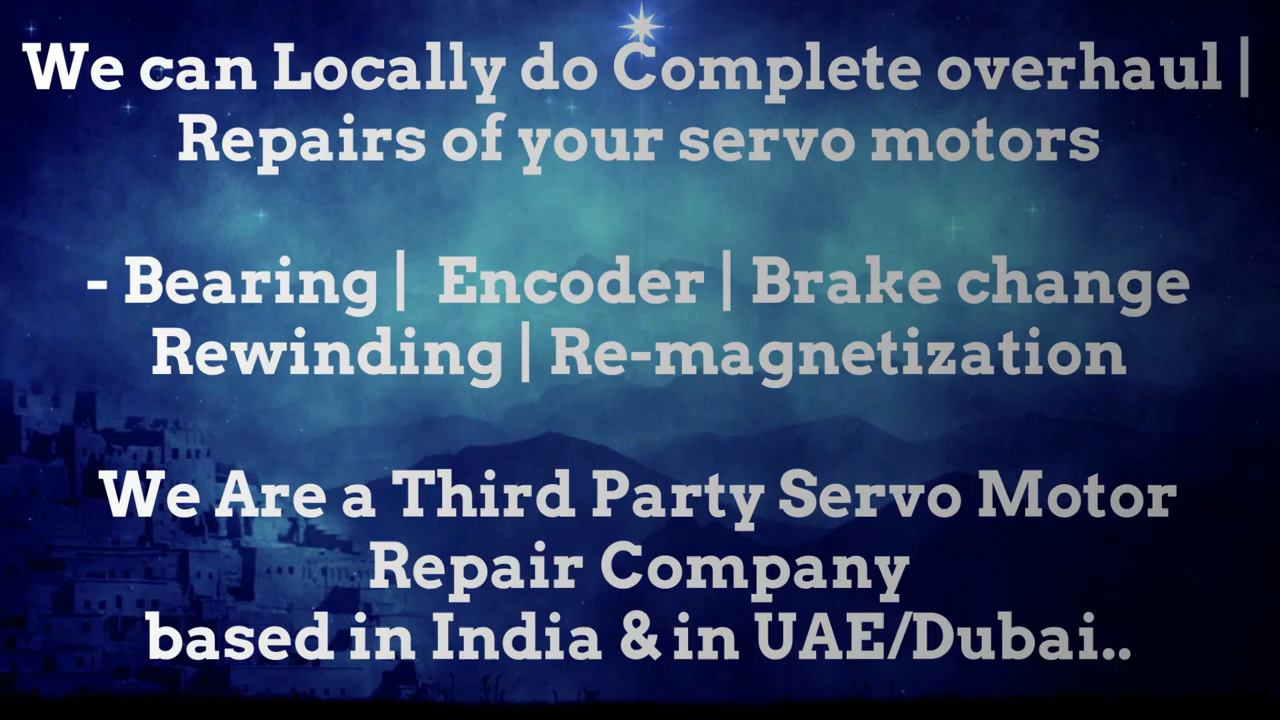 We can Locally do Complete overhaul |
Repairs of your servo motors
- Bearing | Encoder | Brake change
Rewinding | Re-magnetization
We Are a Third Party Servo Motor
Repair Company
based in India & in UAE/Dubai..